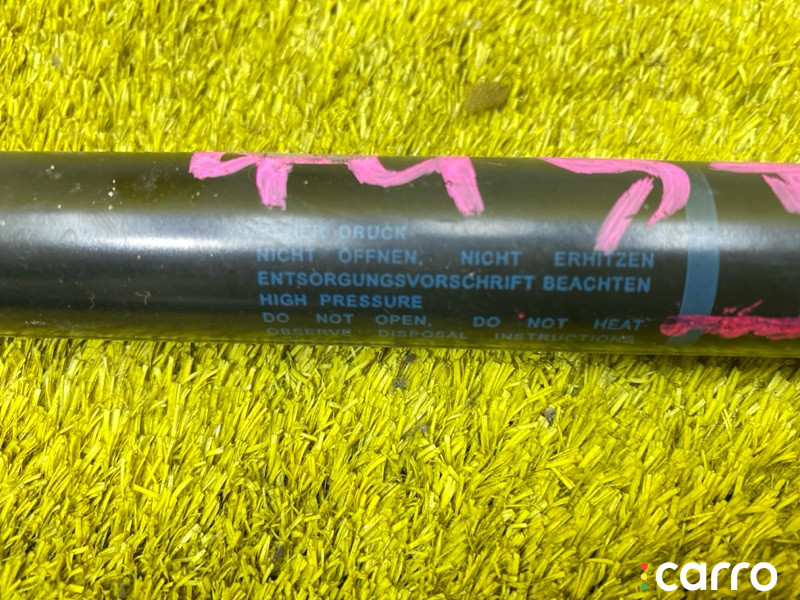 DRUCK
NICHT ÖFFNEN, NICHT ERHITZEN
ENTSORGUNGSVORSCHRIFT BEACHTEN
HIGH PRESSURE
DO NOT OPEN, DO NOT HEAT
OBSERVE DISPOSAL INSTRUCTIONS
carro